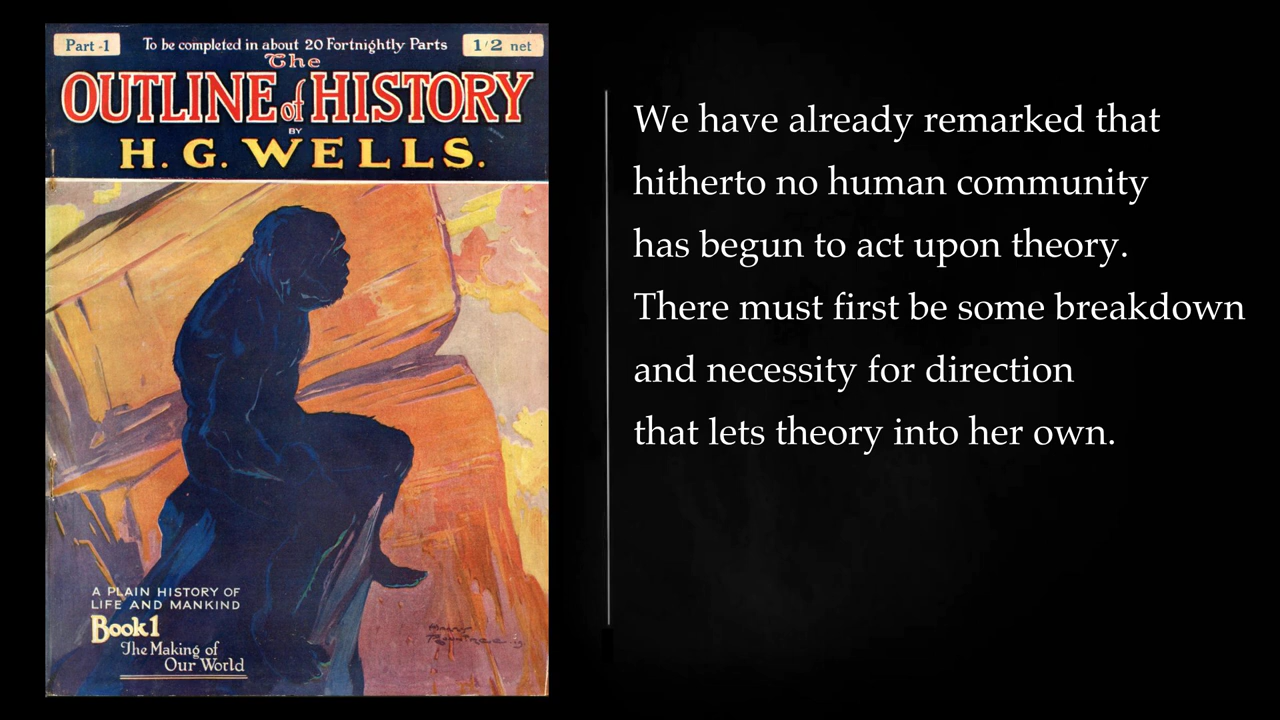 Part -1
To be completed in about 20 Fortnightly Parts
1/2 net
The
OUTLINE of HISTORY
BY
H. G. WELLS.
A PLAIN HISTORY OF
LIFE AND MANKIND
Book 1
The Making of
Our World
We have already remarked that
hitherto no human community
has begun to act upon theory.
There must first be some breakdown
and necessity for direction
that lets theory into her own.